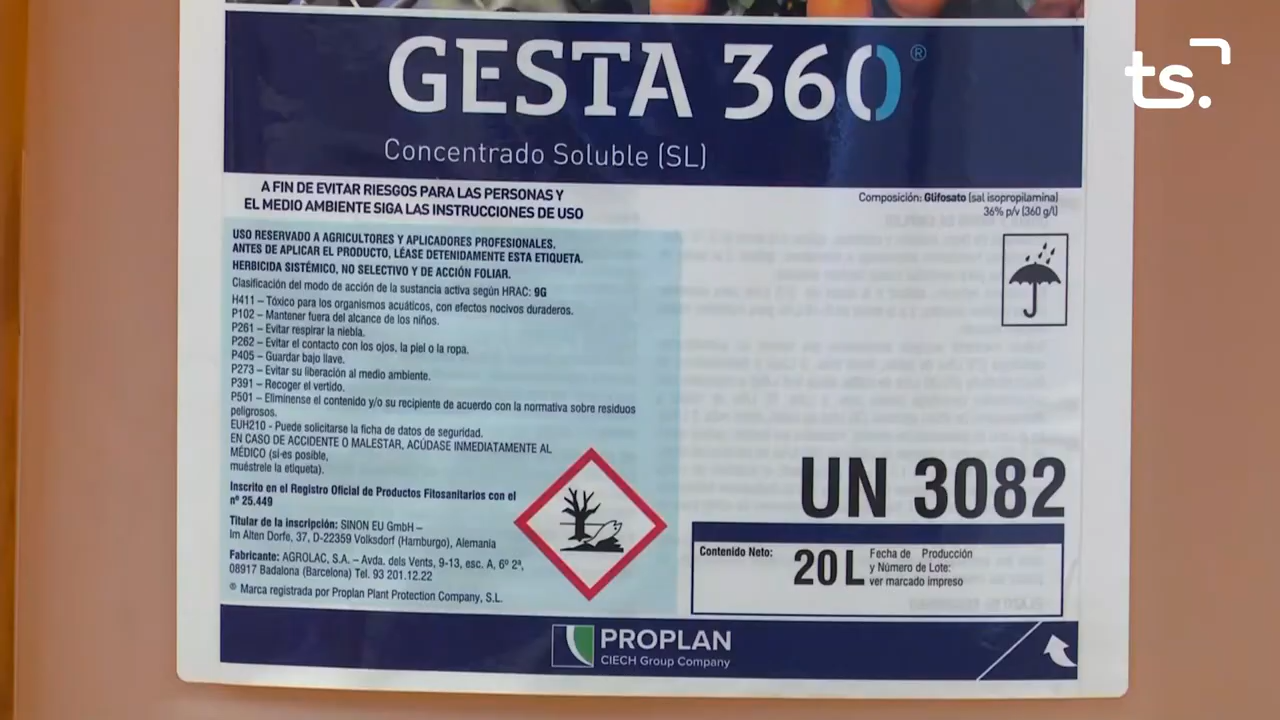 GESTA 360®
ts.
Concentrado Soluble (SL)
A FIN DE EVITAR RIESGOS PARA LAS PERSONAS Y
EL MEDIO AMBIENTE SIGA LAS INSTRUCCIONES DE USO
Composición: Glifosato (sal isopropilamina)
36% p/v (360 g/l)
USO RESERVADO A AGRICULTORES Y APLICADORES PROFESIONALES.
ANTES DE APLICAR EL PRODUCTO, LÉASE DETENIDAMENTE ESTA ETIQUETA.
HERBICIDA SISTÉMICO, NO SELECTIVO Y DE ACCIÓN FOLIAR.
Clasificación del modo de acción de la sustancia activa según HRAC: 9G
H411 – Tóxico para los organismos acuáticos, con efectos nocivos duraderos.
P102 – Mantener fuera del alcance de los niños.
P261 – Evitar respirar la niebla.
P262 – Evitar el contacto con los ojos, la piel o la ropa.
P405 – Guardar bajo llave.
P273 – Evitar su liberación al medio ambiente.
P391 – Recoger el vertido.
P501 – Elimínense el contenido y/o su recipiente de acuerdo con la normativa sobre residuos
peligrosos.
EUH210 - Puede solicitarse la ficha de datos de seguridad.
EN CASO DE ACCIDENTE O MALESTAR, ACÚDASE INMEDIATAMENTE AL
MÉDICO (si es posible,
muéstrele la etiqueta).
Inscrito en el Registro Oficial de Productos Fitosanitarios con el
nº 25.449
Titular de la inscripción: SINON EU GmbH –
Im Alten Dorfe, 37, D-22359 Volksdorf (Hamburgo), Alemania
Fabricante: AGROLAC, S.A. – Avda. dels Vents, 9-13, esc. A, 6º 2ª,
08917 Badalona (Barcelona) Tel. 93 201.12.22
® Marca registrada por Proplan Plant Protection Company, S.L.
UN 3082
Contenido Neto: 20 L
Fecha de Producción
y Número de Lote:
ver marcado impreso
PROPLAN
CIECH Group Company